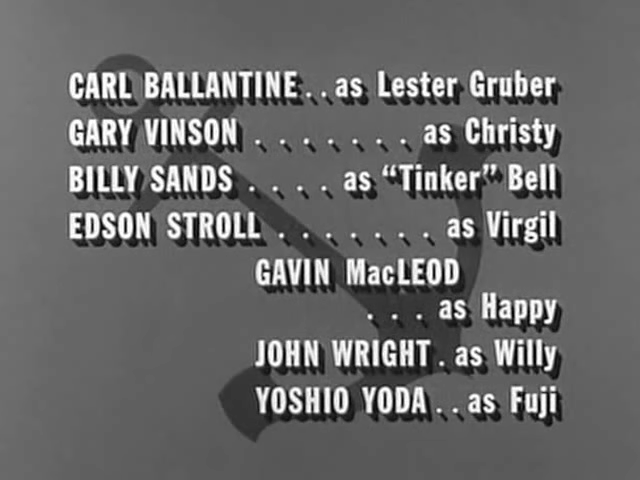 CARL BALLANTINE . . as Lester Gruber
GARY VINSON . . . . . . . as Christy
BILLY SANDS . . . . as “Tinker” Bell
EDSON STROLL . . . . . . . as Virgil
GAVIN MacLEOD
. . . as Happy
JOHN WRIGHT . as Willy
YOSHIO YODA . . as Fuji